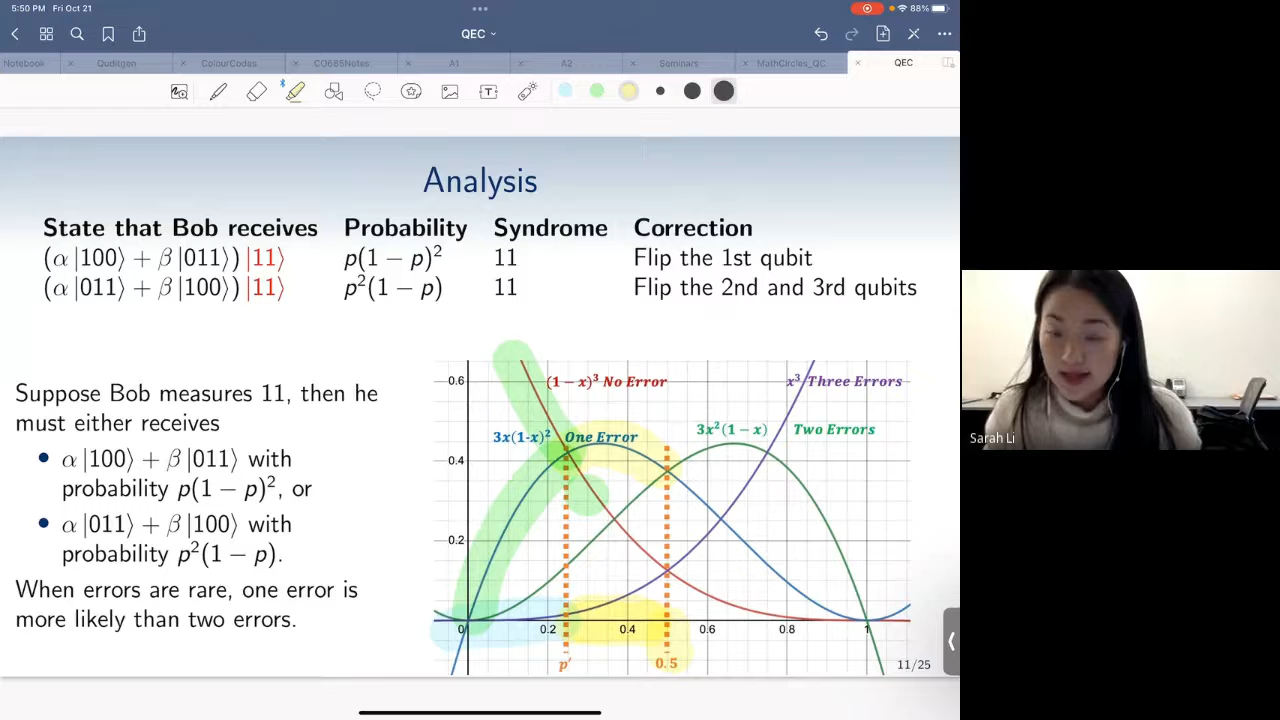 5:50 PM Fri Oct 21
88%
QEC
Notebook
Quditgen
ColourCodes
CO685Notes
A1
A2
Seminars
MathCircles_QC
QEC
T
Analysis
State that Bob receives Probability Syndrome Correction
(α |100⟩ + β |011⟩) |11⟩ p(1 − p)² 11 Flip the 1st qubit
(α |011⟩ + β |100⟩) |11⟩ p²(1 − p) 11 Flip the 2nd and 3rd qubits
Suppose Bob measures 11, then he
must either receives
• α |100⟩ + β |011⟩ with
probability p(1 − p)², or
• α |011⟩ + β |100⟩ with
probability p²(1 − p).
When errors are rare, one error is
more likely than two errors.
0.6
(1 − x)³ No Error
x³ Three Errors
3x(1-x)² One Error
3x²(1 − x) Two Errors
0.4
0.2
0 0.2 0.4 0.6 0.8 1
p′ 0.5
11/25
Sarah Li